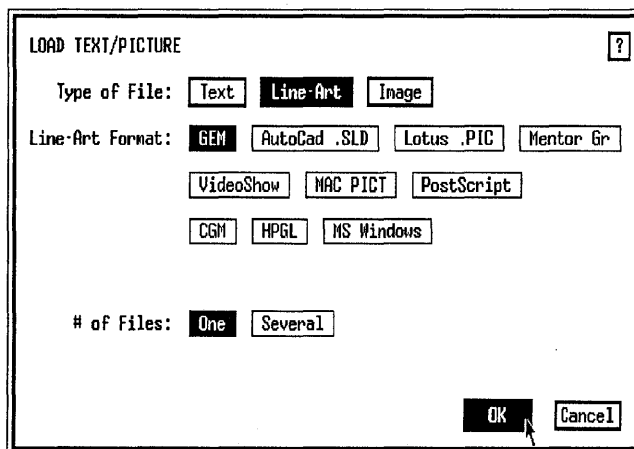 LOAD TEXT/PICTURE ?
Type of File: Text Line-Art Image
Line-Art Format: GEM AutoCad .SLD Lotus .PIC Mentor Gr
VideoShow MAC PICT PostScript
CGM HPGL MS Windows
# of Files: One Several
OK Cancel